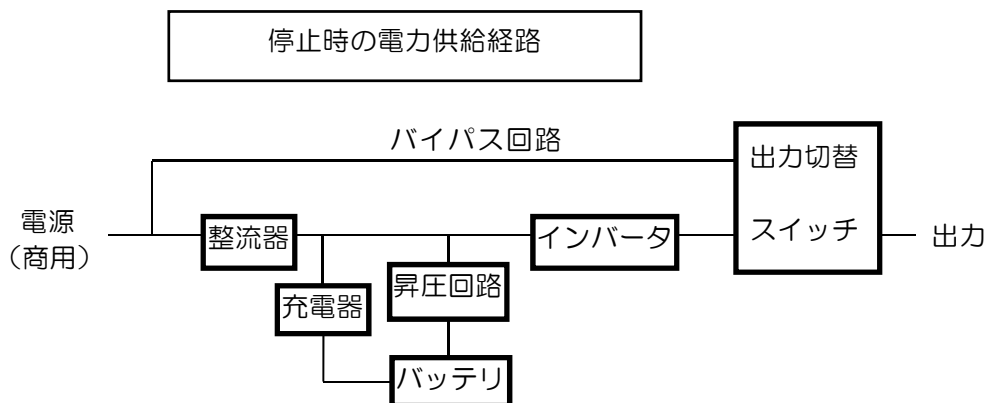 停止時の電力供給経路
バイパス回路
出力切替
スイッチ
電源
（商用）
整流器
インバータ
出力
充電器
昇圧回路
バッテリ